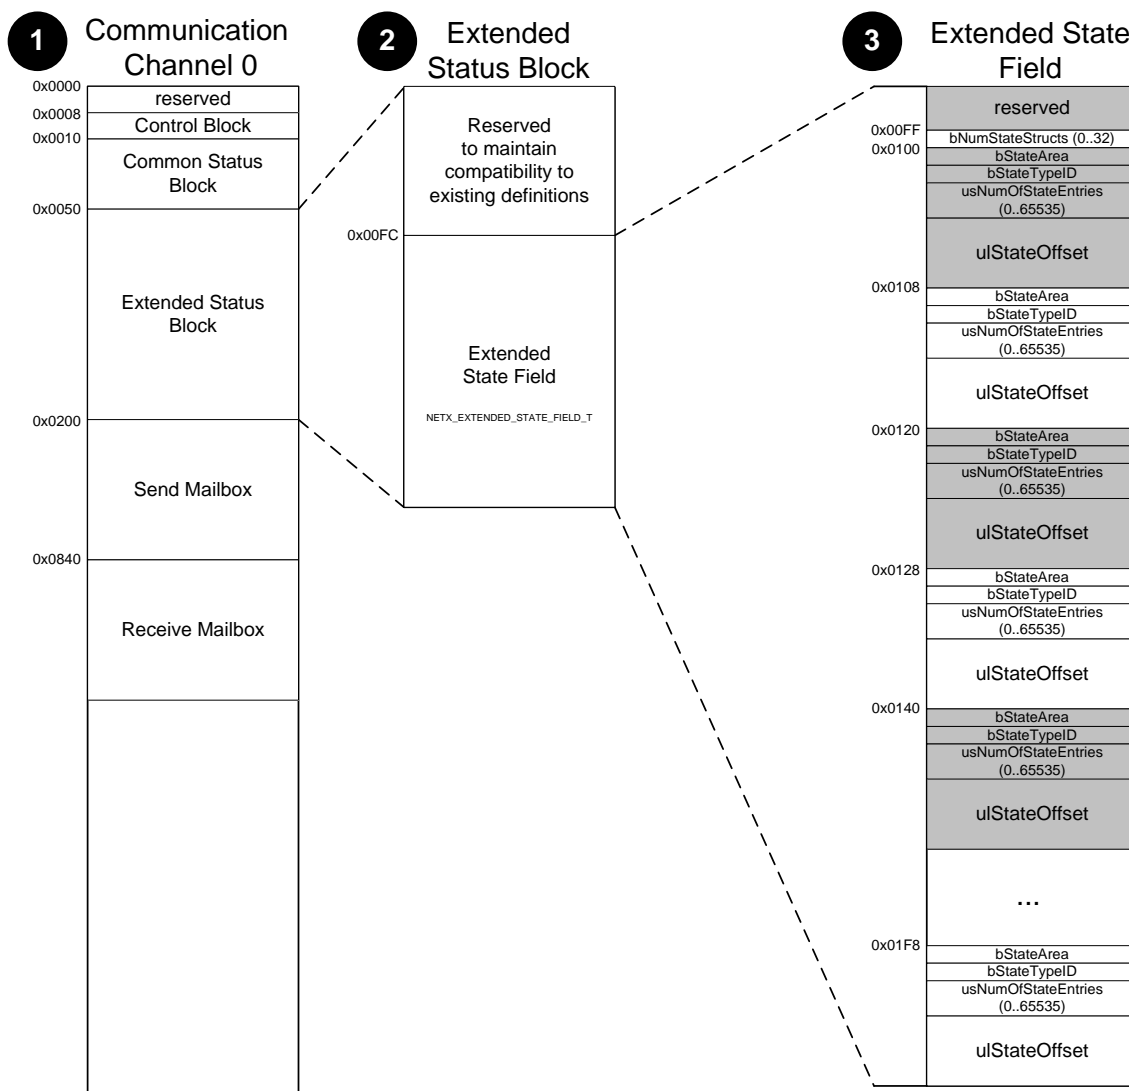 1
Communication
Channel 0
0x0000
reserved
0x0008
Control Block
0x0010
Common Status
Block
0x0050
Extended Status
Block
0x0200
Send Mailbox
0x0840
Receive Mailbox
2
Extended
Status Block
Reserved
to maintain
compatibility to
existing definitions
0x00FC
Extended
State Field
NETX_EXTENDED_STATE_FIELD_T
3
Extended State
Field
reserved
0x00FF
bNumStateStructs (0..32)
0x0100
bStateArea
bStateTypeID
usNumOfStateEntries
(0..65535)
ulStateOffset
0x0108
bStateArea
bStateTypeID
usNumOfStateEntries
(0..65535)
ulStateOffset
0x0120
bStateArea
bStateTypeID
usNumOfStateEntries
(0..65535)
ulStateOffset
0x0128
bStateArea
bStateTypeID
usNumOfStateEntries
(0..65535)
ulStateOffset
0x0140
bStateArea
bStateTypeID
usNumOfStateEntries
(0..65535)
ulStateOffset
...
0x01F8
bStateArea
bStateTypeID
usNumOfStateEntries
(0..65535)
ulStateOffset